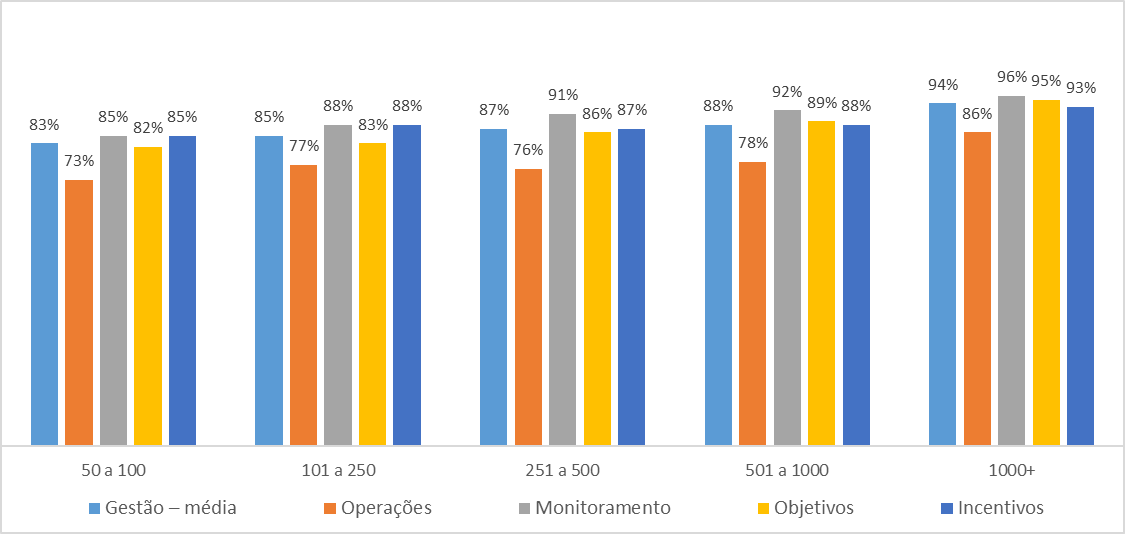 83%
73%
85%
82%
85%
85%
77%
88%
83%
88%
87%
76%
91%
86%
87%
88%
78%
92%
89%
88%
94%
86%
96%
95%
93%
50 a 100
101 a 250
251 a 500
501 a 1000
1000+
Gestão – média
Operações
Monitoramento
Objetivos
Incentivos